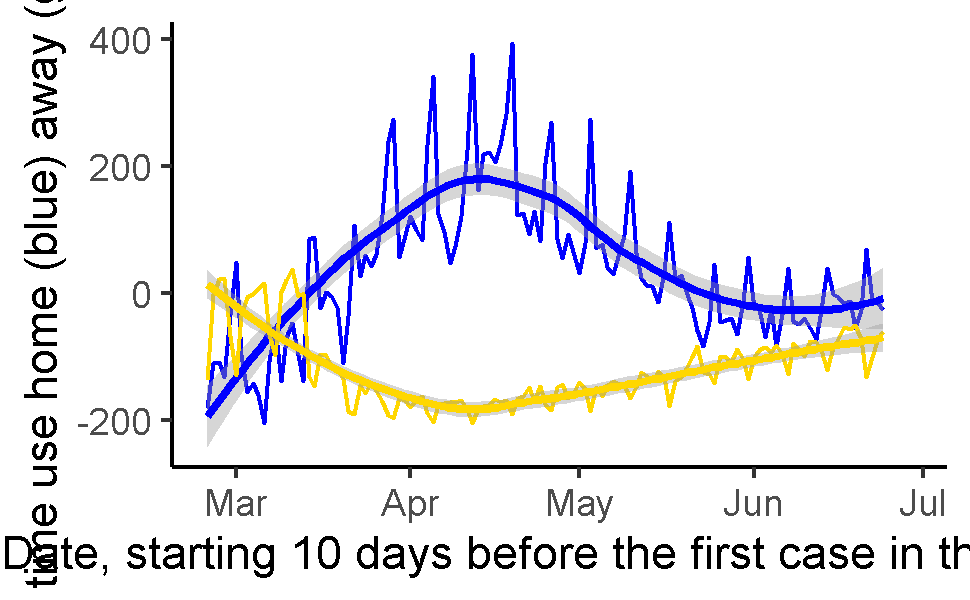 time use home (blue) away (
400
200
0
-200
Mar Apr May Jun Jul
Date, starting 10 days before the first case in